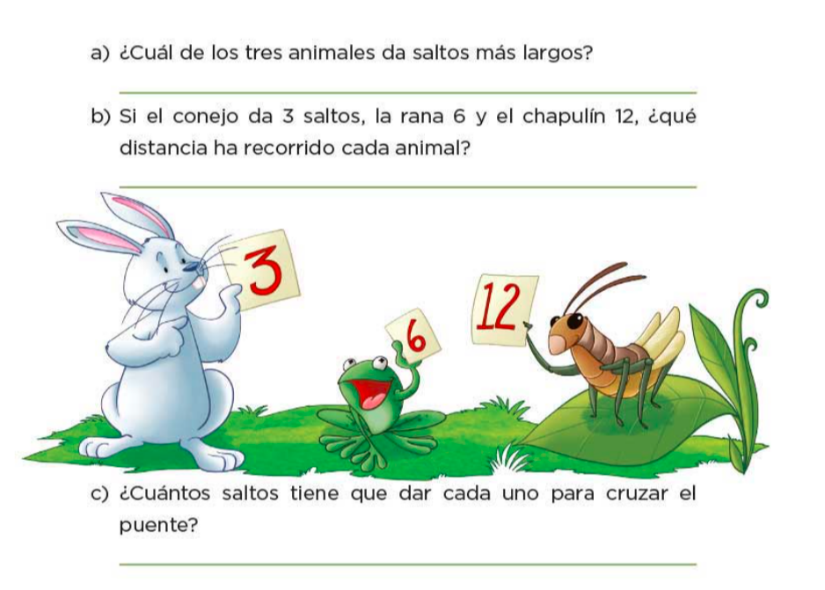 a) ¿Cuál de los tres animales da saltos más largos?
b) Si el conejo da 3 saltos, la rana 6 y el chapulín 12, ¿qué
distancia ha recorrido cada animal?
3
6
12
c) ¿Cuántos saltos tiene que dar cada uno para cruzar el
puente?